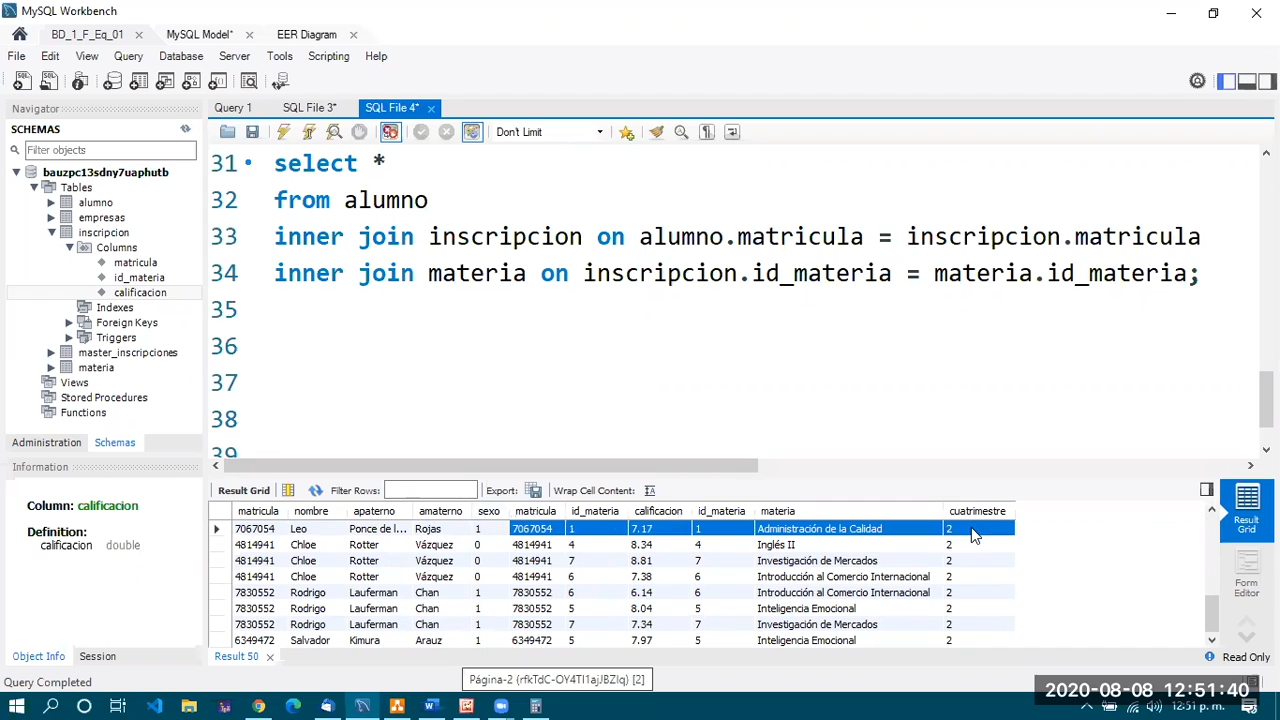 MySQL Workbench
BD_1_F_Eq_01 MySQL Model* EER Diagram
File Edit View Query Database Server Tools Scripting Help
Navigator Query 1 SQL File 3* SQL File 4*
SCHEMAS
Don't Limit
Filter objects
bauzpc13sdny7uaphutb
Tables
alumno
empresas
inscripcion
Columns
matricula
id_materia
calificacion
Indexes
Foreign Keys
Triggers
master_inscripciones
materia
Views
Stored Procedures
Functions
Administration Schemas
Information
Column: calificacion
Definition:
calificacion double
Object Info Session
31 select *
32 from alumno
33 inner join inscripcion on alumno.matricula = inscripcion.matricula
34 inner join materia on inscripcion.id_materia = materia.id_materia;
35
36
37
38
39
Result Grid Filter Rows: Export: Wrap Cell Content:
matricula nombre apaterno amaterno sexo matricula id_materia calificacion id_materia materia cuatrimestre
7067054 Leo Ponce de l... Rojas 1 7067054 1 7.17 1 Administración de la Calidad 2
4814941 Chloe Rotter Vázquez 0 4814941 4 8.34 4 Inglés II 2
4814941 Chloe Rotter Vázquez 0 4814941 7 8.81 7 Investigación de Mercados 2
4814941 Chloe Rotter Vázquez 0 4814941 6 7.38 6 Introducción al Comercio Internacional 2
7830552 Rodrigo Lauferman Chan 1 7830552 6 6.14 6 Introducción al Comercio Internacional 2
7830552 Rodrigo Lauferman Chan 1 7830552 5 8.04 5 Inteligencia Emocional 2
7830552 Rodrigo Lauferman Chan 1 7830552 7 7.34 7 Investigación de Mercados 2
6349472 Salvador Kimura Arauz 1 6349472 5 7.97 5 Inteligencia Emocional 2
Result Grid
Form Editor
Result 50 Read Only
Query Completed
Página-2 [2]
2020-08-08 12:51:40
12:51 p. m.